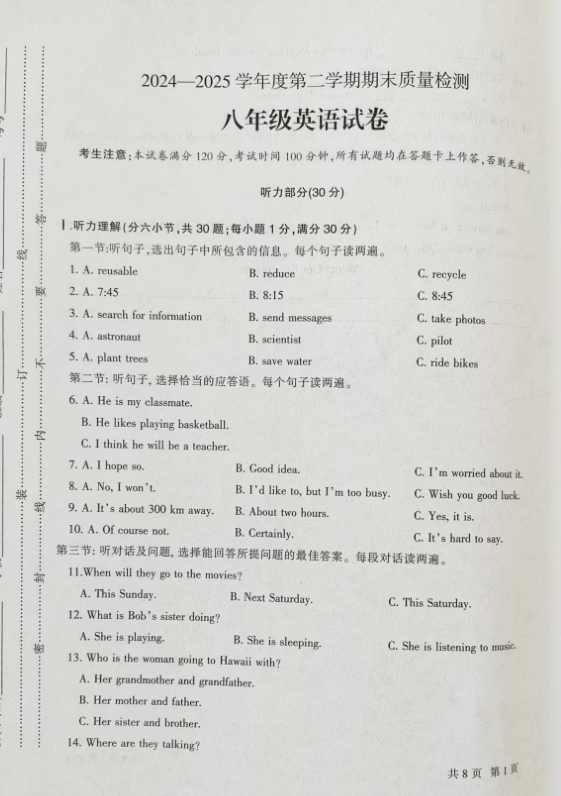 2024—2025 学年度第二学期期末质量检测
八年级英语试卷
考生注意:本试卷满分 120 分,考试时间 100 分钟,所有试题均在答题卡上作答,否则无效。
听力部分(30 分)
Ⅰ.听力理解(分六小节,共 30 题;每小题 1 分,满分 30 分)
第一节:听句子,选出句子中所包含的信息。每个句子读两遍。
1. A. reusable B. reduce C. recycle
2. A. 7:45 B. 8:15 C. 8:45
3. A. search for information B. send messages C. take photos
4. A. astronaut B. scientist C. pilot
5. A. plant trees B. save water C. ride bikes
第二节: 听句子, 选择恰当的应答语。每个句子读两遍。
6. A. He is my classmate.
B. He likes playing basketball.
C. I think he will be a teacher.
7. A. I hope so. B. Good idea. C. I'm worried about it.
8. A. No, I won't. B. I'd like to, but I'm too busy. C. Wish you good luck.
9. A. It's about 300 km away. B. About two hours. C. Yes, it is.
10. A. Of course not. B. Certainly. C. It's hard to say.
第三节: 听对话及问题, 选择能回答所提问题的最佳答案。每段对话读两遍。
11.When will they go to the movies?
A. This Sunday. B. Next Saturday. C. This Saturday.
12. What is Bob's sister doing?
A. She is playing. B. She is sleeping. C. She is listening to music.
13. Who is the woman going to Hawaii with?
A. Her grandmother and grandfather.
B. Her mother and father.
C. Her sister and brother.
14. Where are they talking?
共 8 页 第 1 页
密 封 线 内 不 要 答 题
装 订 线